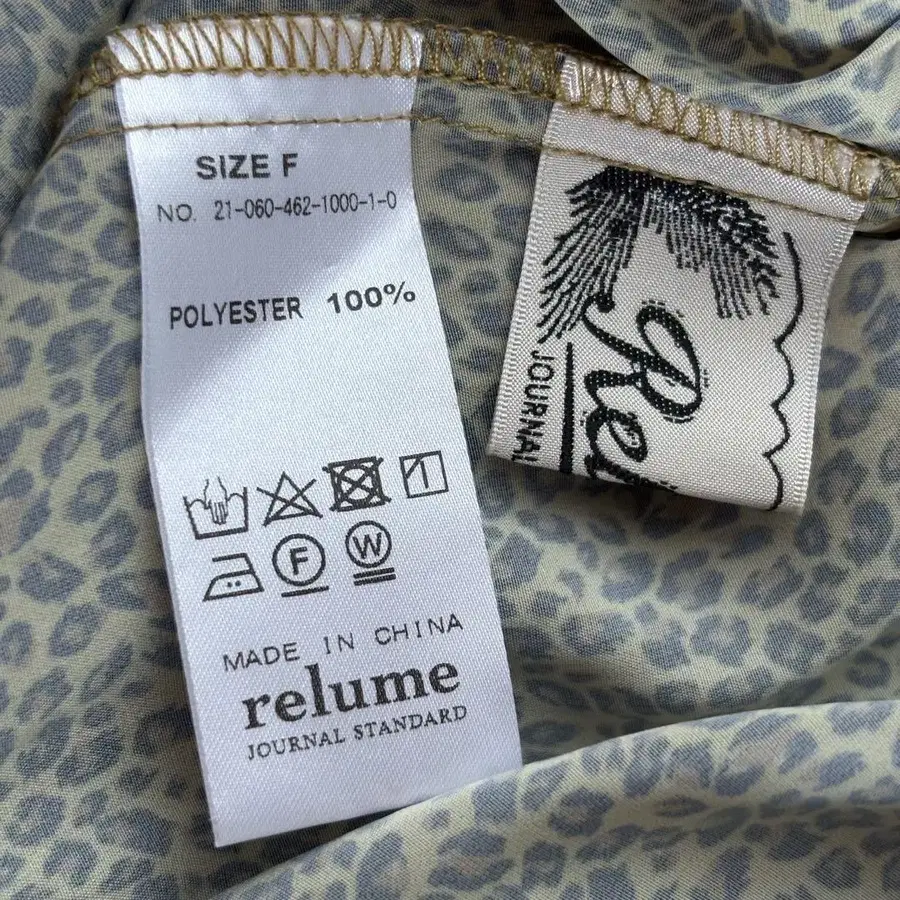 SIZE F
NO. 21-060-462-1000-1-0
POLYESTER 100%
F W
MADE IN CHINA
relume
JOURNAL STANDARD
JOURNAL